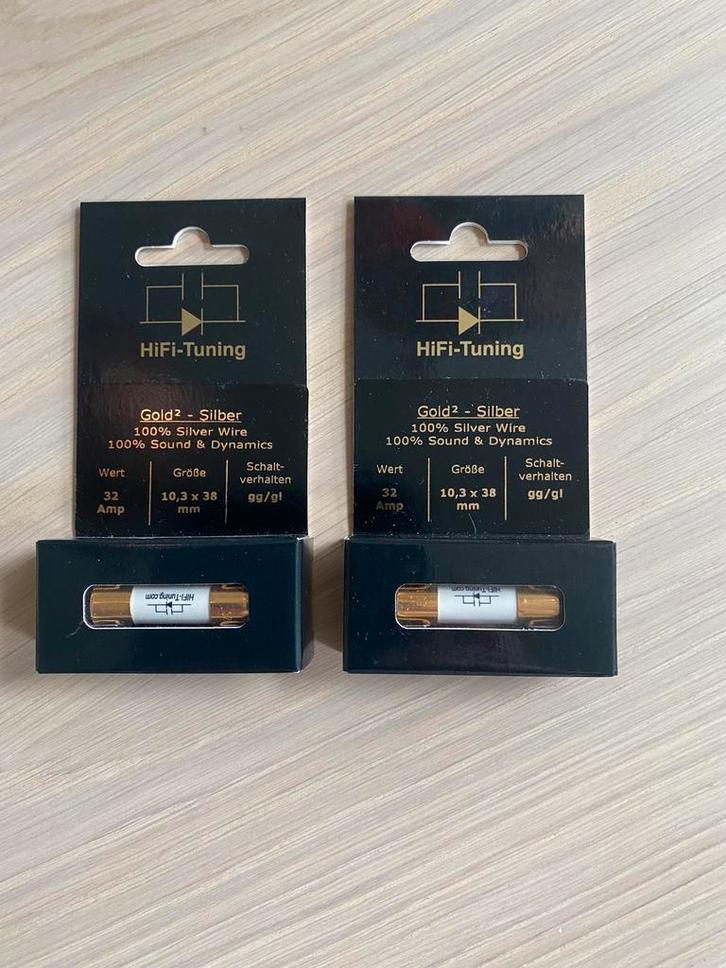 HiFi-Tuning
Gold² - Silber
100% Silver Wire
100% Sound & Dynamics
Wert
32
Amp
Größe
10,3 x 38
mm
Schalt-
verhalten
gg/gl
HiFi-Tuning.com
HiFi-Tuning
Gold² - Silber
100% Silver Wire
100% Sound & Dynamics
Wert
32
Amp
Größe
10,3 x 38
mm
Schalt-
verhalten
gg/gl
HiFi-Tuning.com